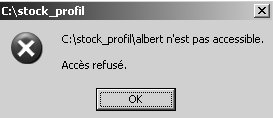 C:\stock_profil
C:\stock_profil\albert n'est pas accessible.
Accès refusé.
OK